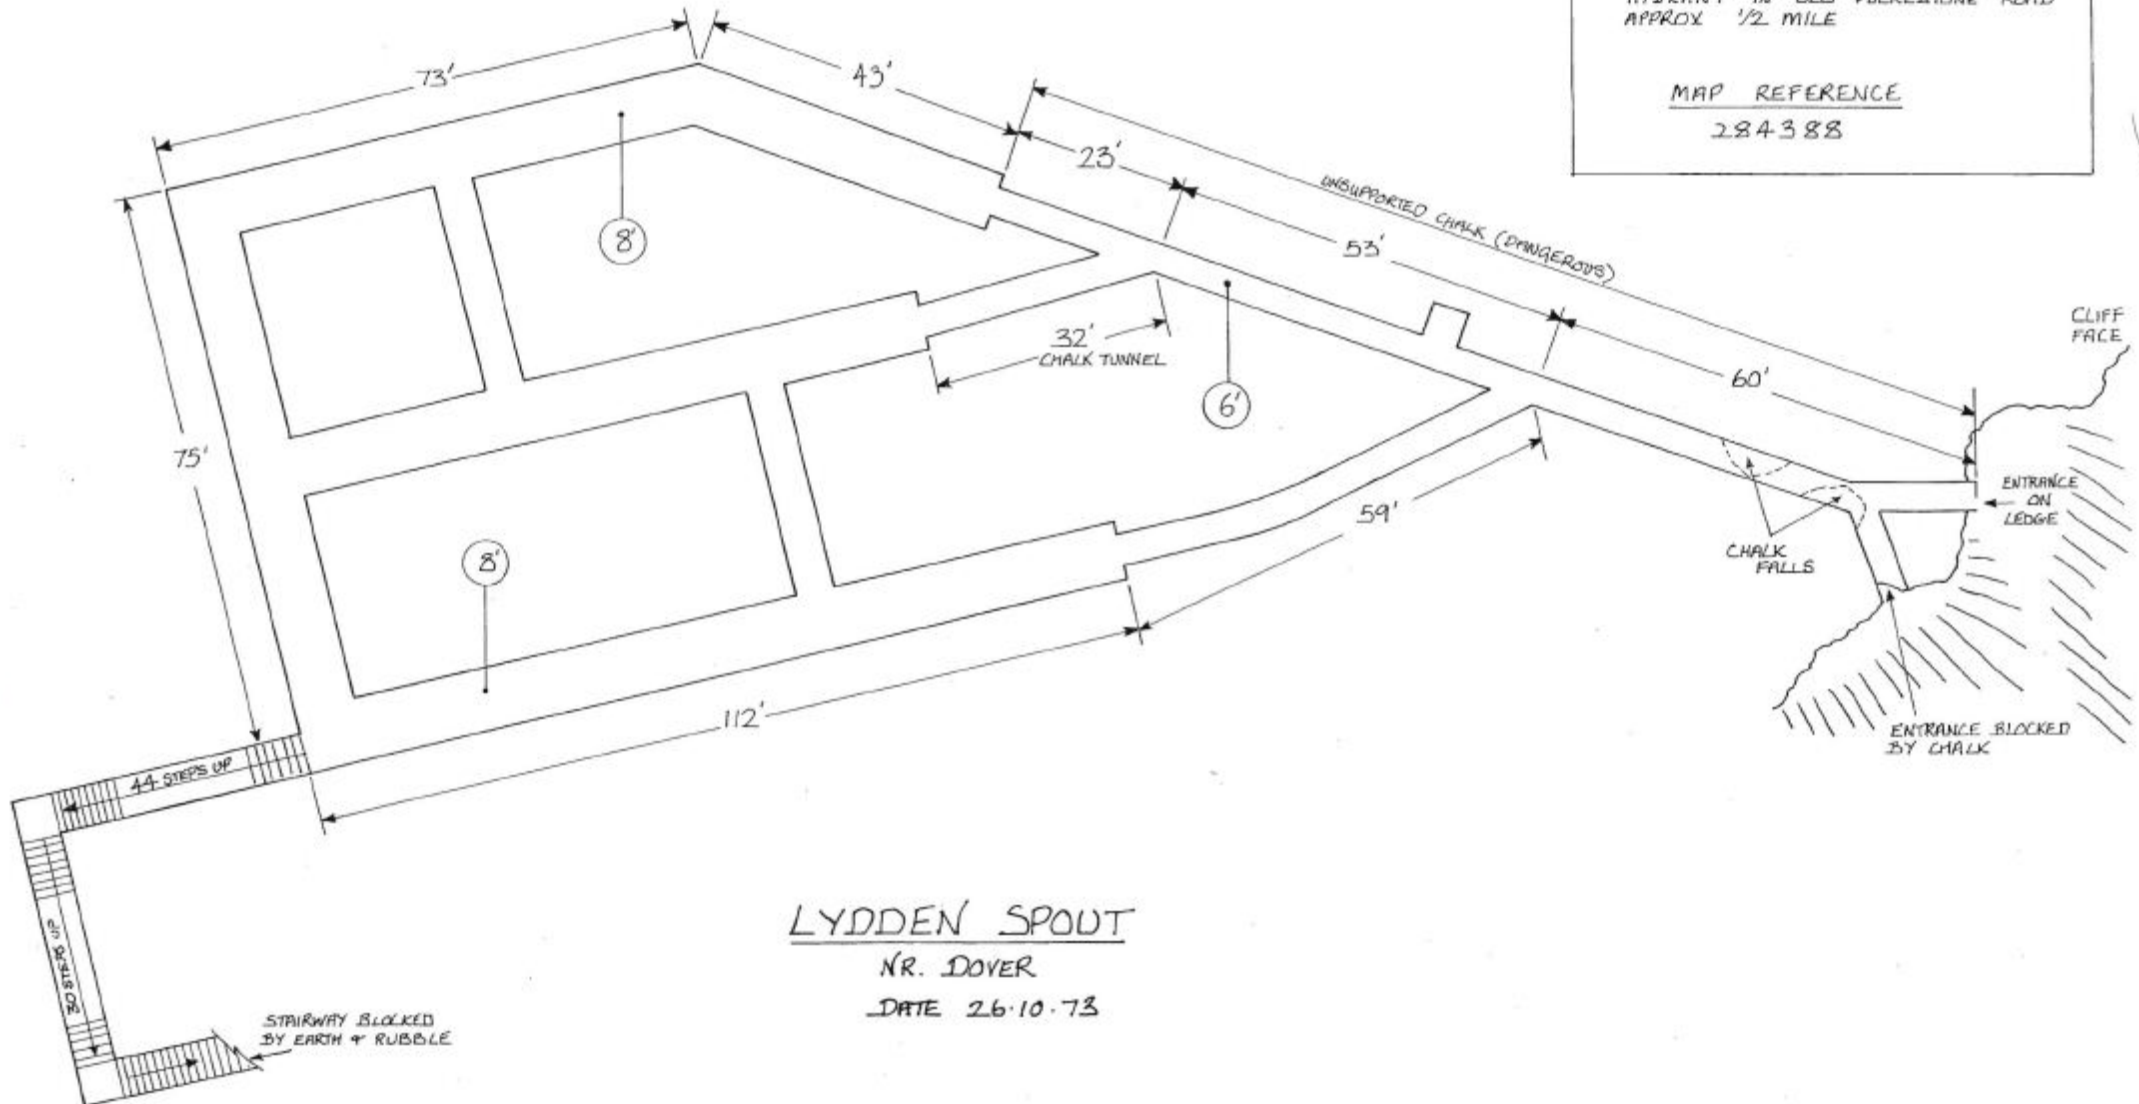 APPROX 1/2 MILE
MAP REFERENCE
284388
73'
43'
23'
UNSUPPORTED CHALK (DANGEROUS)
53'
8'
60'
CLIFF
FACE
32'
CHALK TUNNEL
6'
75'
ENTRANCE
ON
LEDGE
59'
CHALK
FALLS
8'
112'
ENTRANCE BLOCKED
BY CHALK
44 STEPS UP
STEPS UP
LYDDEN SPOUT
NR. DOVER
DATE 26.10.73
STAIRWAY BLOCKED
BY EARTH & RUBBLE